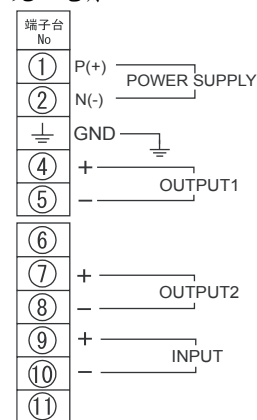 端子台
No
① P(+)
POWER SUPPLY
② N(-)
GND
④ +
OUTPUT1
⑤ −
⑥
⑦ +
OUTPUT2
⑧ −
⑨ +
INPUT
⑩ −
⑪